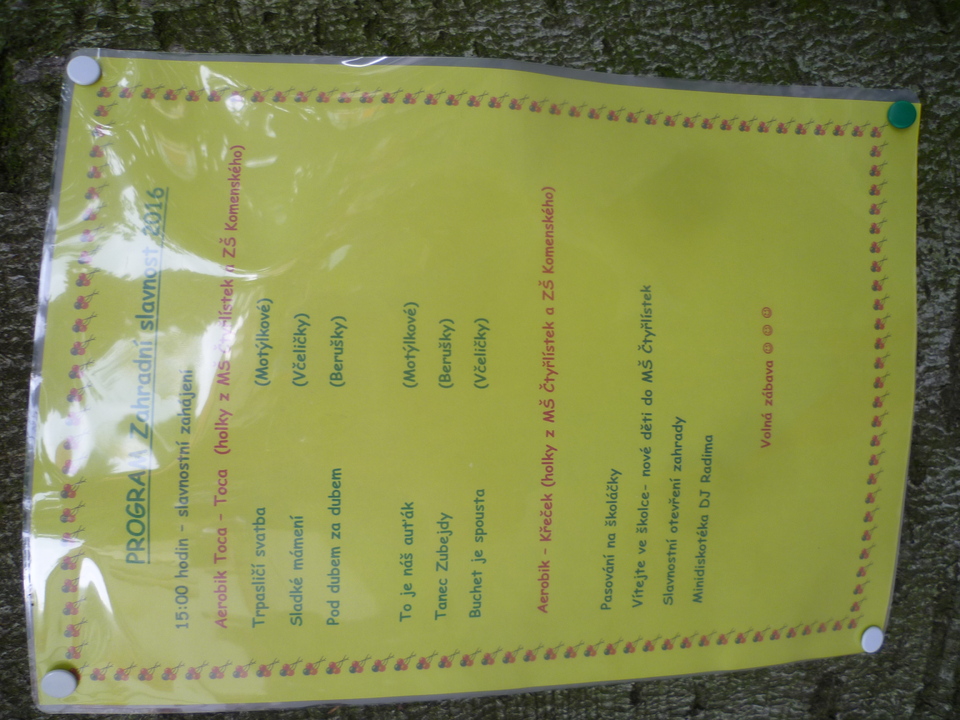 PROGRAM Zahradní slavnost 2016
15:00 hodin – slavnostní zahájení
Aerobik Toca – Toca (holky z MŠ Čtyřlístek a ZŠ Komenského)
Trpasličí svatba (Motýlkové)
Sladké mámení (Včeličky)
Pod dubem za dubem (Berušky)
To je náš auťák (Motýlkové)
Tanec Zubejdy (Berušky)
Buchet je spousta (Včeličky)
Aerobik – Křeček (holky z MŠ Čtyřlístek a ZŠ Komenského)
Pasování na školáčky
Vítejte ve školce- nové děti do MŠ Čtyřlístek
Slavnostní otevření zahrady
Minidiskotéka DJ Radima
Volná zábava ☺ ☺ ☺